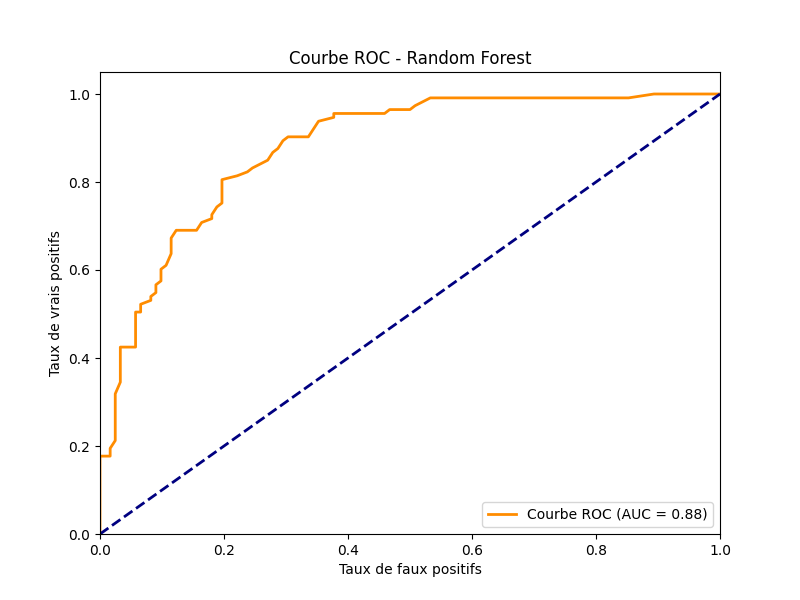 Courbe ROC - Random Forest
1.0
0.8
0.6
0.4
0.2
0.0
Taux de vrais positifs
Courbe ROC (AUC = 0.88)
0.0 0.2 0.4 0.6 0.8 1.0
Taux de faux positifs